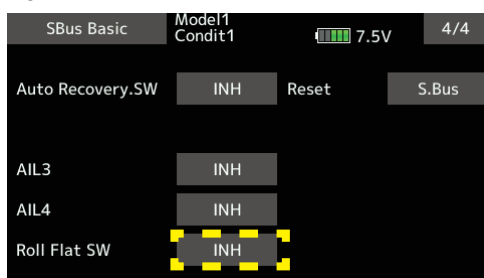 SBus Basic
Model1
Condit1
7.5V
4/4
Auto Recovery.SW INH Reset S.Bus
AIL3 INH
AIL4 INH
Roll Flat SW INH